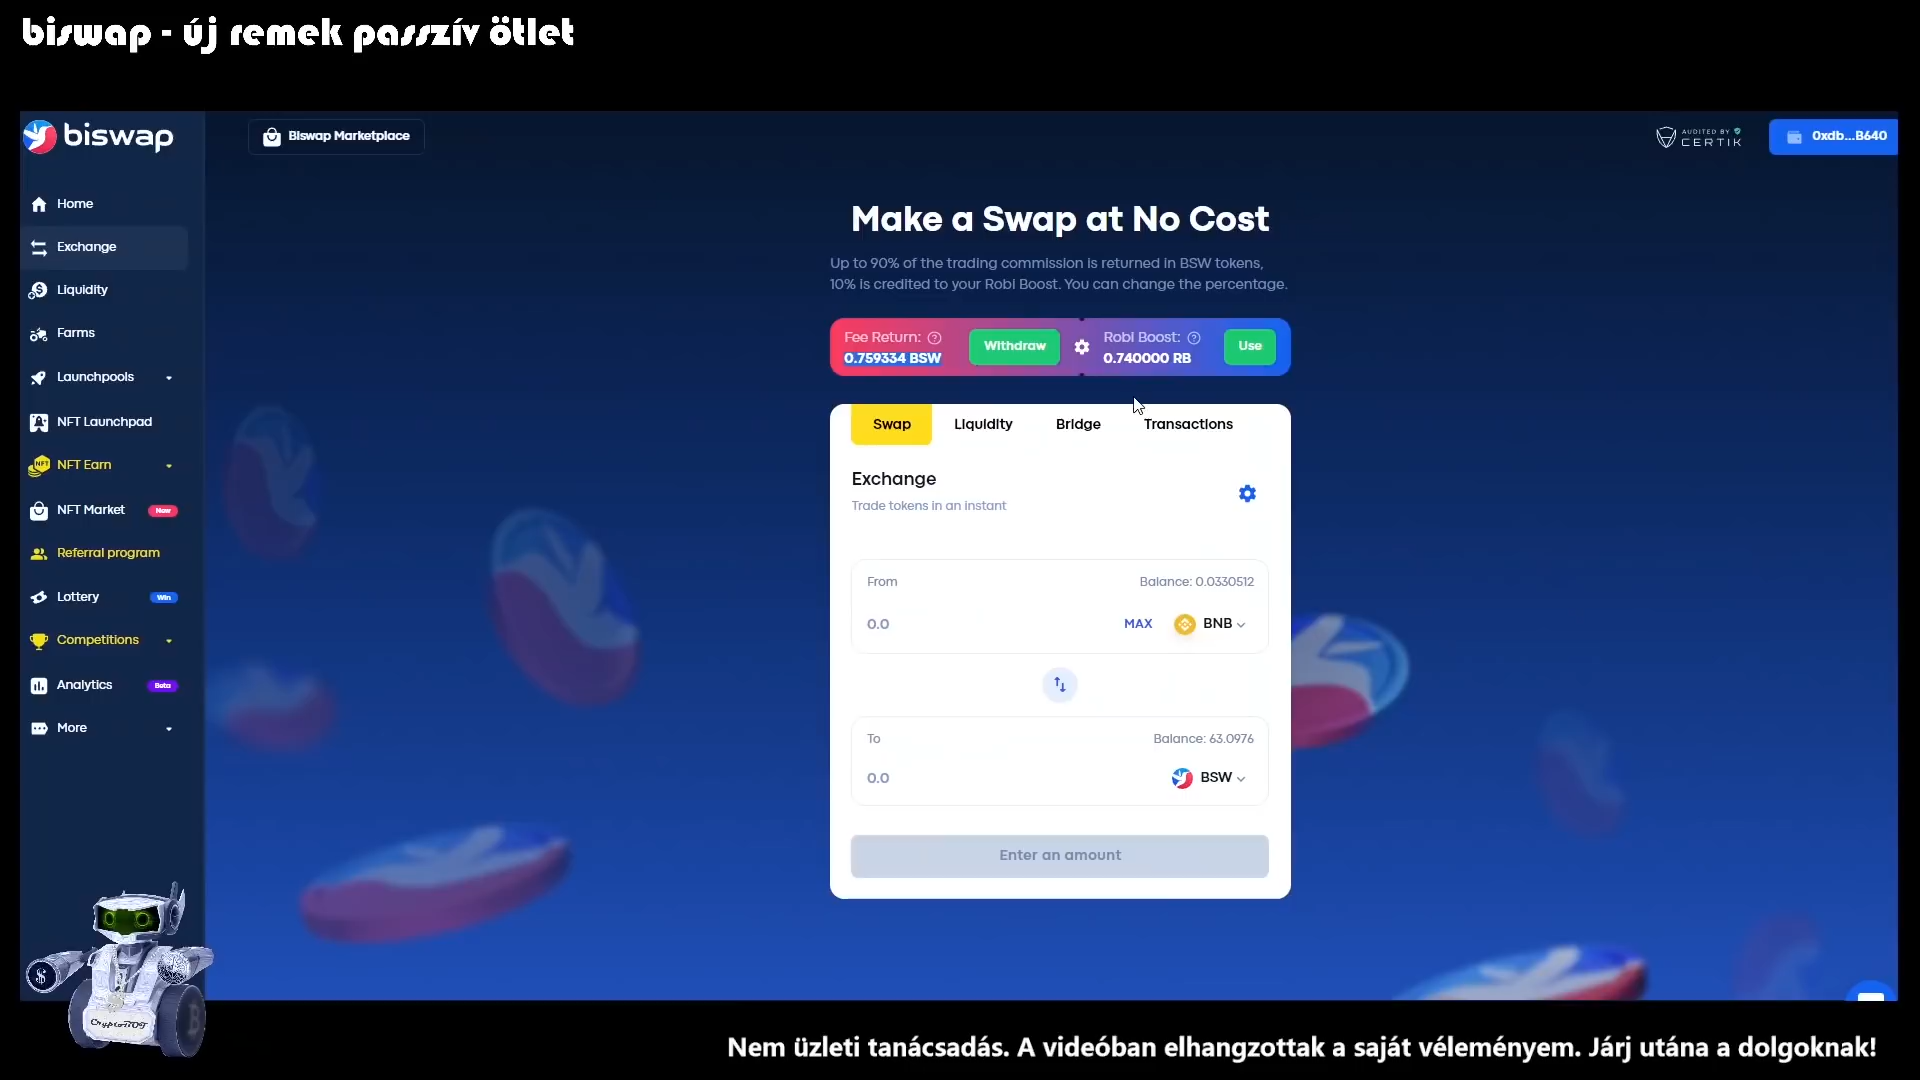 biswap - új remek passzív ötlet
biswap
Biswap Marketplace
AUDITED BY
CERTIK
0xdb...B640
Home
Exchange
Liquidity
Farms
Launchpools
NFT Launchpad
NFT Earn
NFT Market New
Referral program
Lottery Win
Competitions
Analytics Beta
More
Make a Swap at No Cost
Up to 90% of the trading commission is returned in BSW tokens,
10% is credited to your Robi Boost. You can change the percentage.
Fee Return:
0.759334 BSW
Withdraw
Robi Boost:
0.740000 RB
Use
Swap Liquidity Bridge Transactions
Exchange
Trade tokens in an instant
From Balance: 0.0330512
0.0 MAX BNB
To Balance: 63.0976
0.0 BSW
Enter an amount
CryptoBOT
Nem üzleti tanácsadás. A videóban elhangzottak a saját véleményem. Járj utána a dolgoknak!